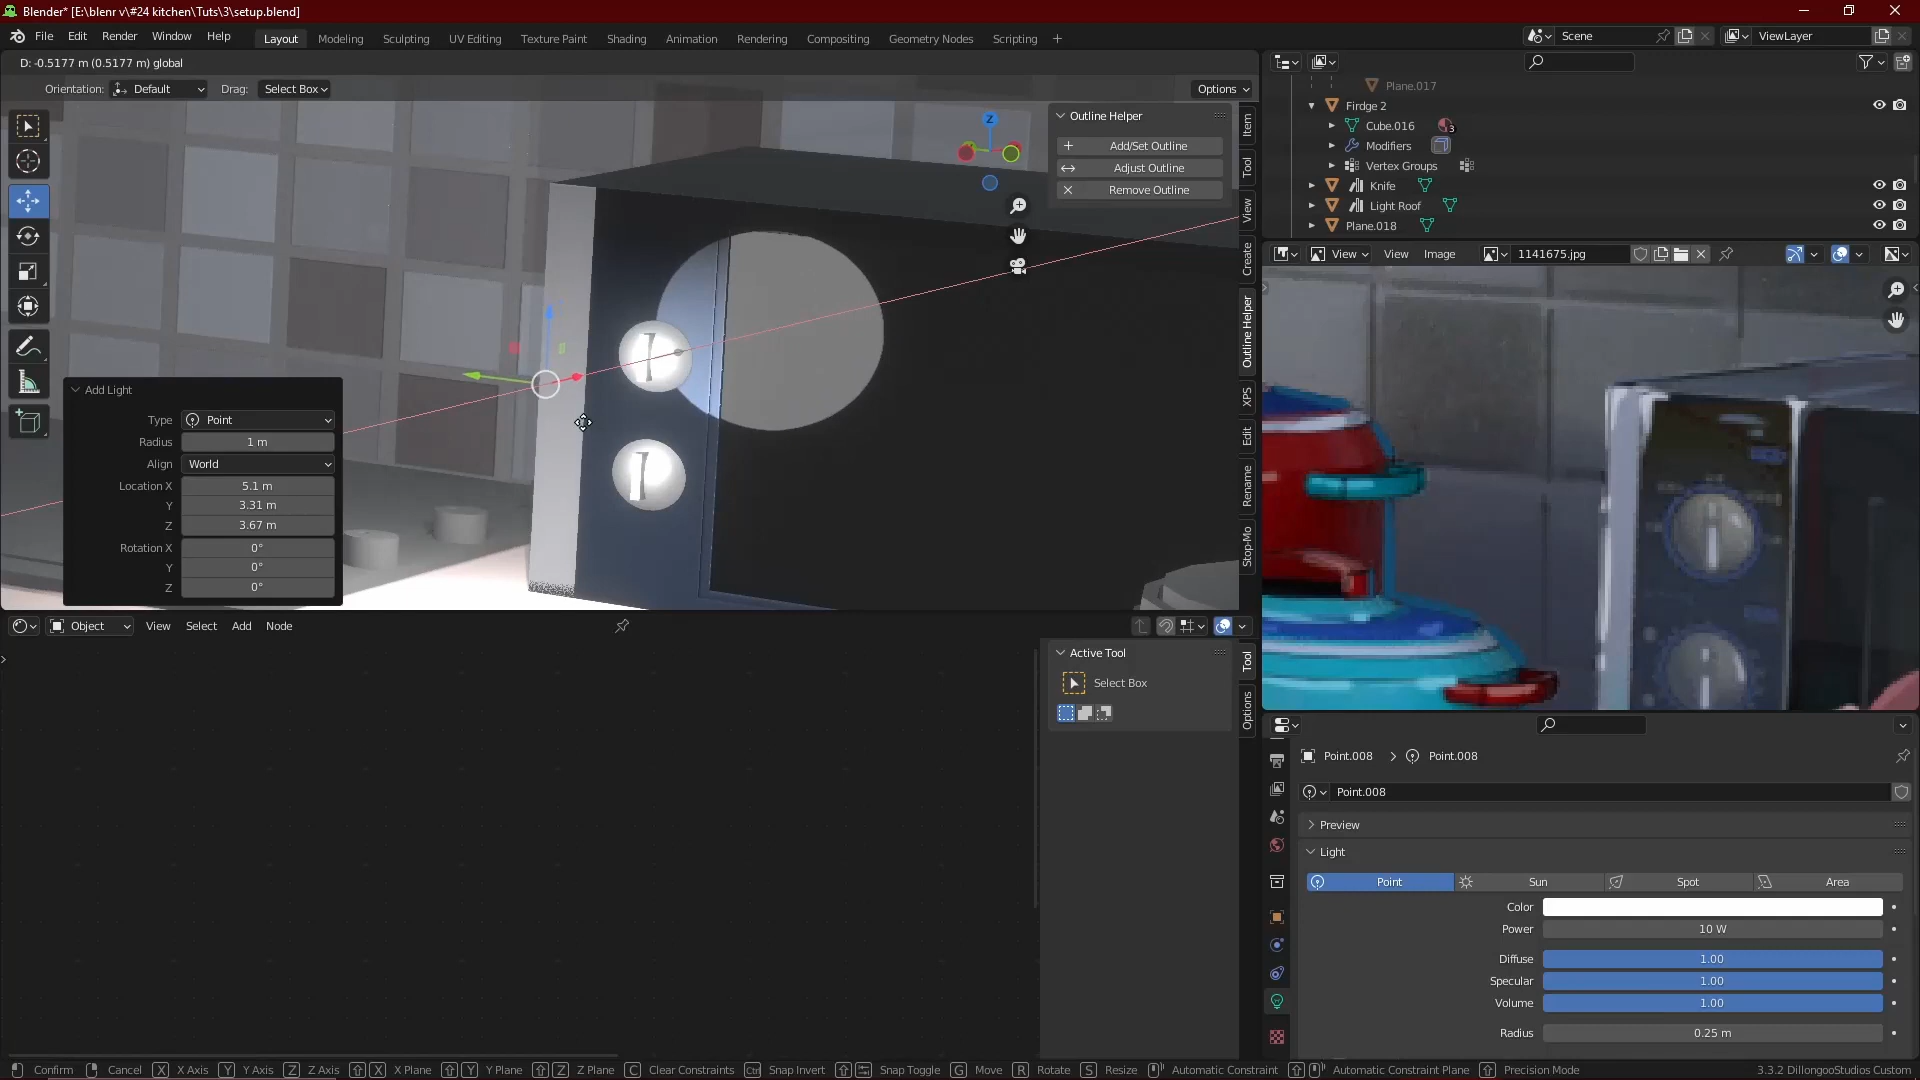 Blender* [E:\blenr v\#24 kitchen\Tuts\3\setup.blend]
File Edit Render Window Help Layout Modeling Sculpting UV Editing Texture Paint Shading Animation Rendering Compositing Geometry Nodes Scripting + Scene ViewLayer
D: -0.5177 m (0.5177 m) global
Orientation: Default Drag: Select Box Options
Outline Helper
Add/Set Outline
Adjust Outline
Remove Outline
Z
Item
Tool
View
Create
Outline Helper
XPS
Edit
Rename
Stop-Mo
Add Light
Type Point
Radius 1 m
Align World
Location X 5.1 m
Y 3.31 m
Z 3.67 m
Rotation X 0°
Y 0°
Z 0°
Plane.017
Firdge 2
Cube.016 3
Modifiers
Vertex Groups
Knife
Light Roof
Plane.018
View View Image 1141675.jpg
Object View Select Add Node
Active Tool
Select Box
Tool
Options
Point.008 Point.008
Point.008
Preview
Light
Point Sun Spot Area
Color
Power 10 W
Diffuse 1.00
Specular 1.00
Volume 1.00
Radius 0.25 m
Confirm Cancel X X Axis Y Y Axis Z Z Axis X X Plane Y Y Plane Z Z Plane C Clear Constraints Ctrl Snap Invert Snap Toggle G Move R Rotate S Resize Automatic Constraint Automatic Constraint Plane Precision Mode 3.3.2 DillongooStudios Custom